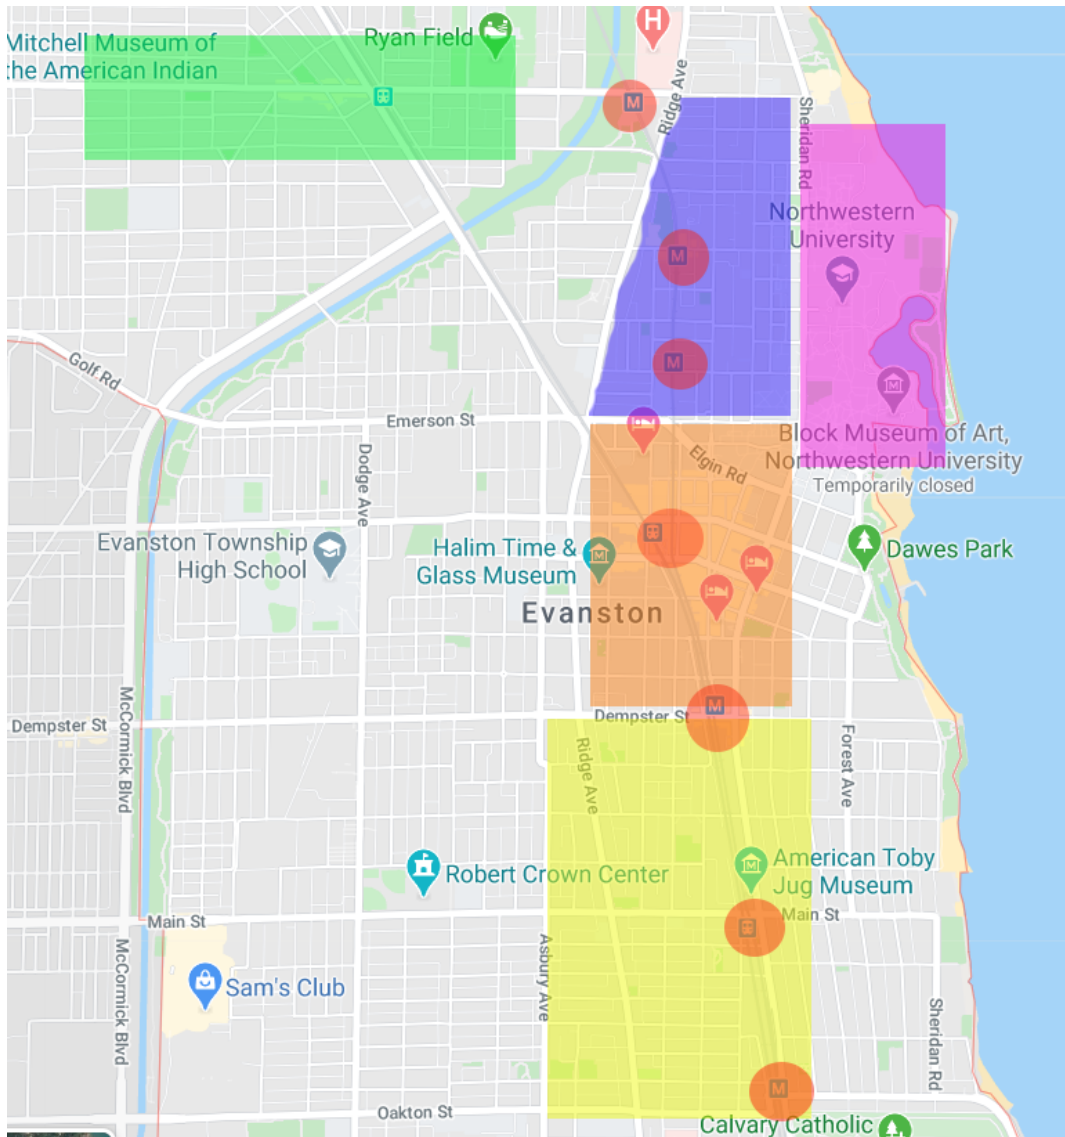 Mitchell Museum of
the American Indian
Ryan Field
H
M
Ridge Ave
Sheridan Rd
Northwestern
University
M
M
Golf Rd
Emerson St
Block Museum of Art,
Northwestern University
Temporarily closed
Elgin Rd
Dodge Ave
Evanston Township
High School
Halim Time &
Glass Museum
Dawes Park
Evanston
McCormick Blvd
Dempster St
Dempster St
M
Ridge Ave
Forest Ave
Robert Crown Center
American Toby
Jug Museum
Main St
Main St
McCormick Blvd
Asbury Ave
Sam's Club
Sheridan Rd
M
Oakton St
Calvary Catholic